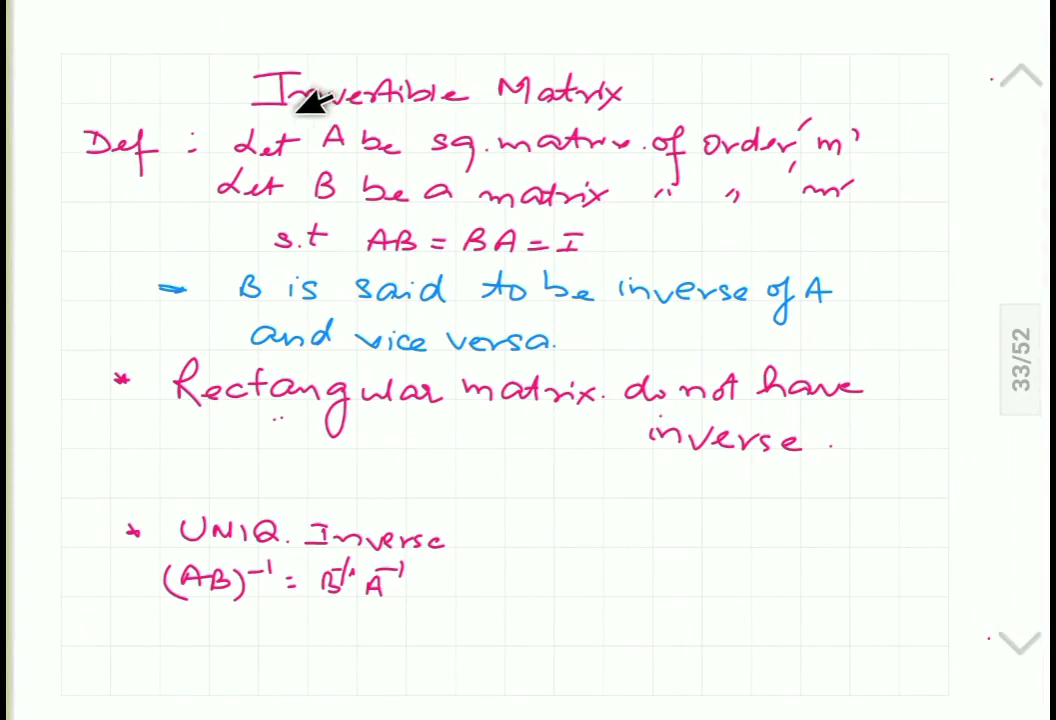 Invertible Matrix
Def : Let A be sq. matrix of order 'm'
Let B be a matrix " " 'm'
s.t AB = BA = I
B is said to be inverse of A
and vice versa.
* Rectangular matrix. do not have
inverse.
* UNIQ. Inverse
(AB)⁻¹ = B⁻¹ A⁻¹
33/52